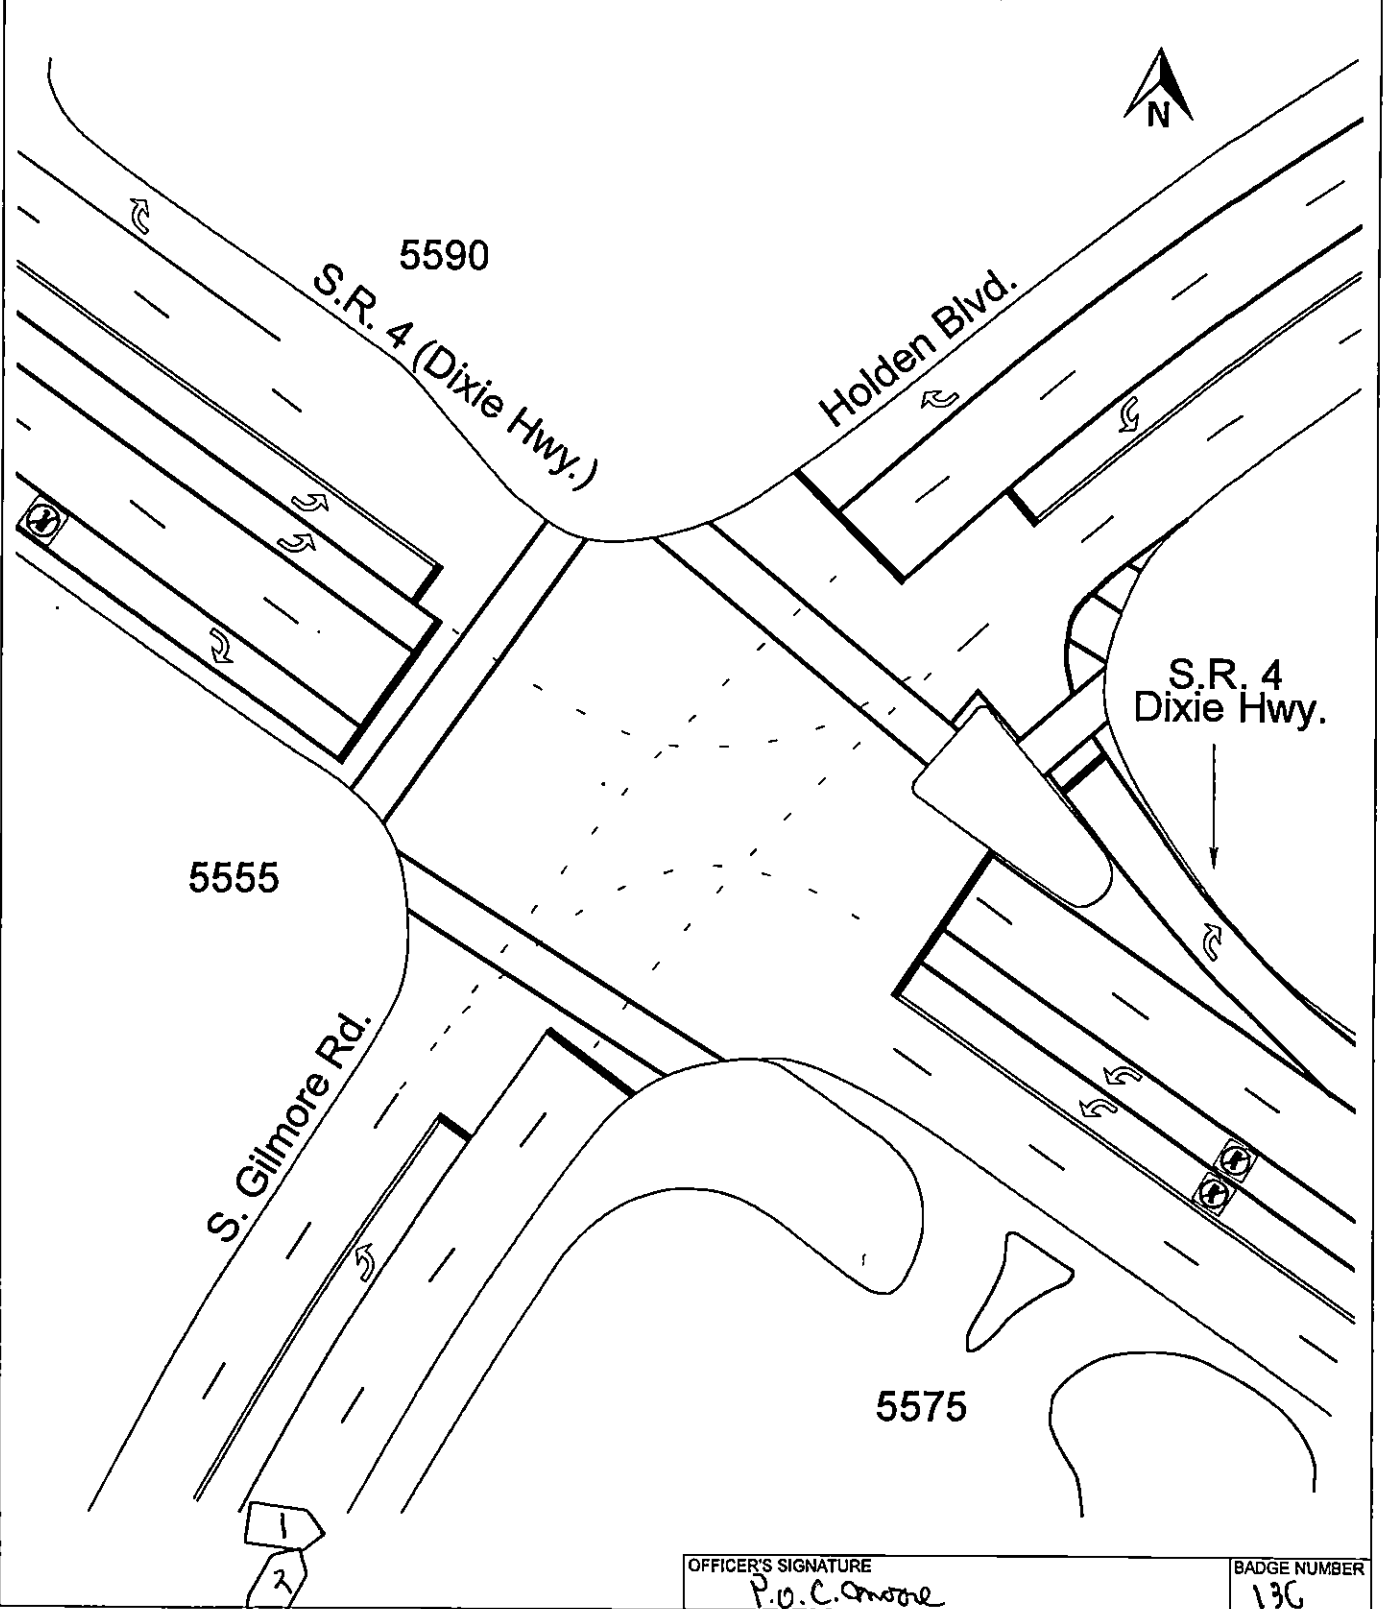 N
5590
S.R. 4 (Dixie Hwy.)
Holden Blvd.
S.R. 4
Dixie Hwy.
5555
S. Gilmore Rd.
5575
1
2
OFFICER'S SIGNATURE
P.O. C.
BADGE NUMBER
136